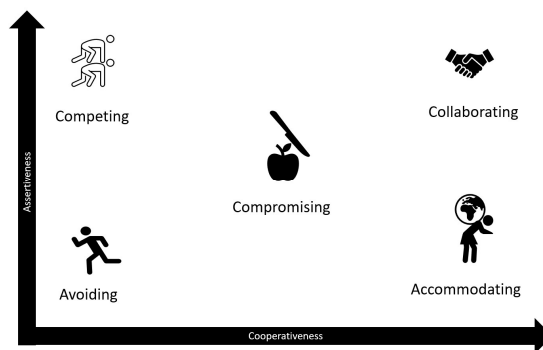 Competing
Collaborating
Compromising
Assertiveness
Avoiding
Accommodating
Cooperativeness